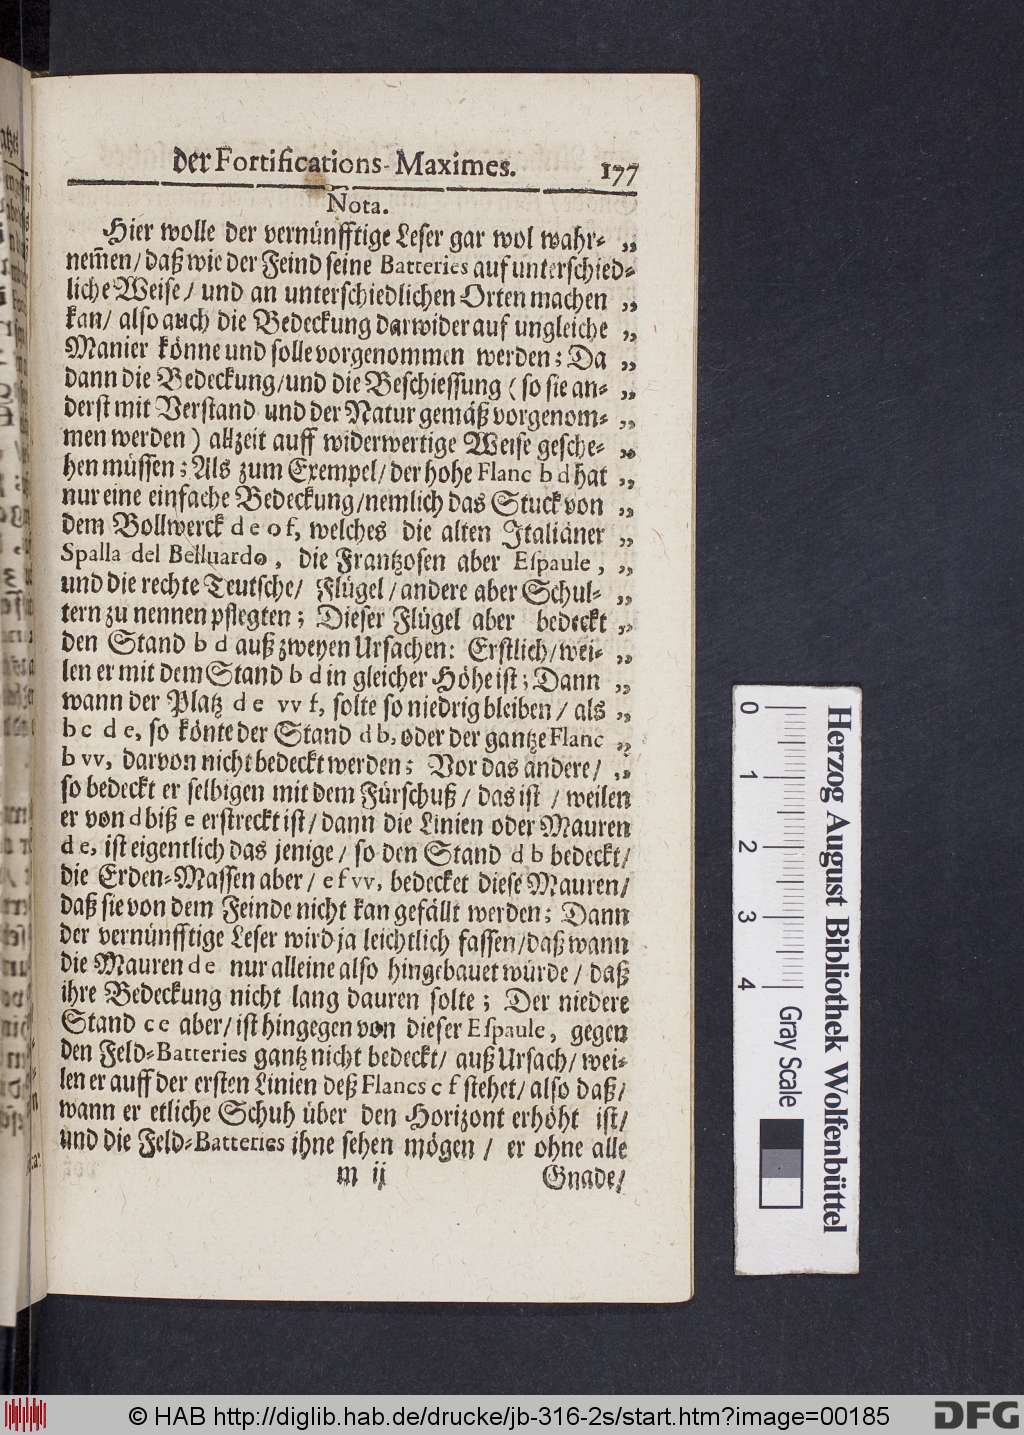 der Fortifications-Maximes. 177
Nota.
Hier wolle der vernünfftige Leser gar wol wahr- „
nem̃en/ daß wie der Feind seine Batteries auf unterschied-
liche Weise/ und an unterschiedlichen Orten machen „
kan/ also auch die Bedeckung darwider auf ungleiche „
Manier könne und solle vorgenommen werden; Da „
dann die Bedeckung/ und die Beschiessung (so sie an- „
derst mit Verstand und der Natur gemäß vorgenom- „
men werden) allzeit auff widerwertige Weise gesche- „
hen müssen; Als zum Exempel/ der hohe Flanc b d hat „
nur eine einfache Bedeckung/ nemlich das Stuck von „
dem Bollwerck d e o f, welches die alten Italiäner „
Spalla del Belluardo, die Frantzosen aber Espaule, „
und die rechte Teutsche/ Flügel/ andere aber Schul- „
tern zu nennen pflegten; Dieser Flügel aber bedeckt „
den Stand b d auß zweyen Ursachen: Erstlich/ wei- „
len er mit dem Stand b d in gleicher Höhe ist; Dann „
wann der Platz d e vv f, solte so niedrig bleiben/ als „
b c d e, so könte der Stand d b, oder der gantze Flanc „
b vv, darvon nicht bedeckt werden; Vor das andere/ „
so bedeckt er selbigen mit dem Fürschuß/ das ist/ weilen
er von d biß e erstreckt ist/ dann die Linien oder Mauren
d e, ist eigentlich das jenige/ so den Stand d b bedeckt/
die Erden-Massen aber/ e f vv, bedecket diese Mauren/
daß sie von dem Feinde nicht kan gefällt werden; Dann
der vernünfftige Leser wird ja leichtlich fassen/ daß wann
die Mauren d e nur alleine also hingebauet würde/ daß
ihre Bedeckung nicht lang dauren solte; Der niedere
Stand c e aber/ ist hingegen von dieser Espaule, gegen
den Feld-Batteries gantz nicht bedeckt/ auß Ursach/ wei-
len er auff der ersten Linien deß Flancs c f stehet/ also daß/
wann er etliche Schuh über den Horizont erhöht ist/
und die Feld-Batteries ihne sehen mögen/ er ohne alle
m ij Gnade/
0 1 2 3 4
Gray Scale
Herzog August Bibliothek Wolfenbüttel
© HAB http://diglib.hab.de/drucke/jb-316-2s/start.htm?image=00185
DFG